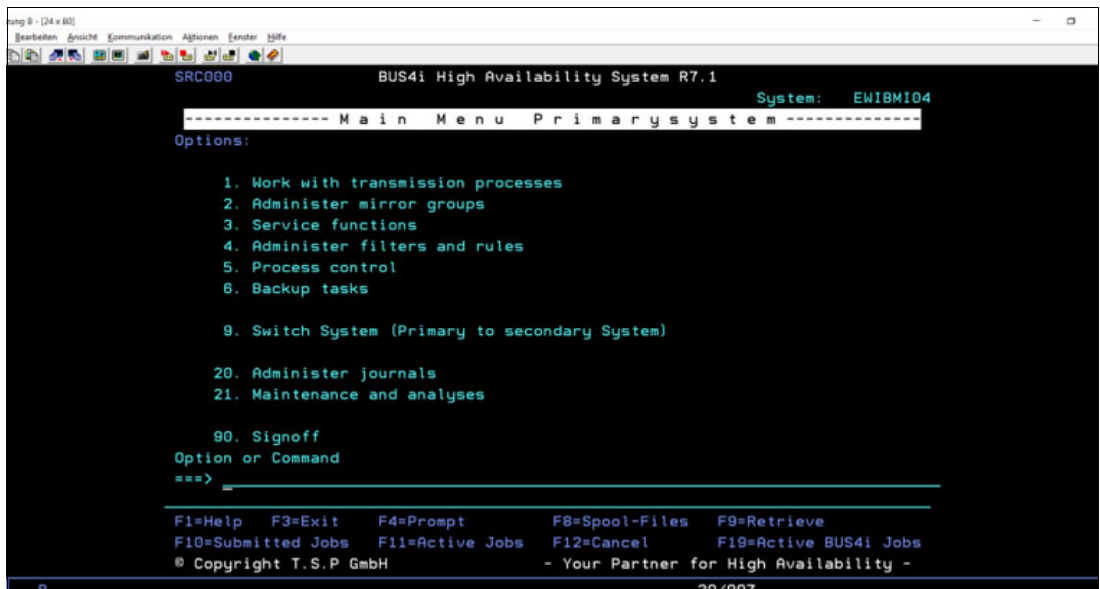 zung B - [24 x 80]
Bearbeiten Ansicht Kommunikation Aktionen Fenster Hilfe
SRC000 BUS4i High Availability System R7.1
System: EWIBMI04
--------------- M a i n   M e n u   P r i m a r y s y s t e m --------------
Options:
1. Work with transmission processes
2. Administer mirror groups
3. Service functions
4. Administer filters and rules
5. Process control
6. Backup tasks
9. Switch System (Primary to secondary System)
20. Administer journals
21. Maintenance and analyses
90. Signoff
Option or Command
===> _
F1=Help F3=Exit F4=Prompt F8=Spool-Files F9=Retrieve
F10=Submitted Jobs F11=Active Jobs F12=Cancel F19=Active BUS4i Jobs
© Copyright T.S.P GmbH - Your Partner for High Availability -